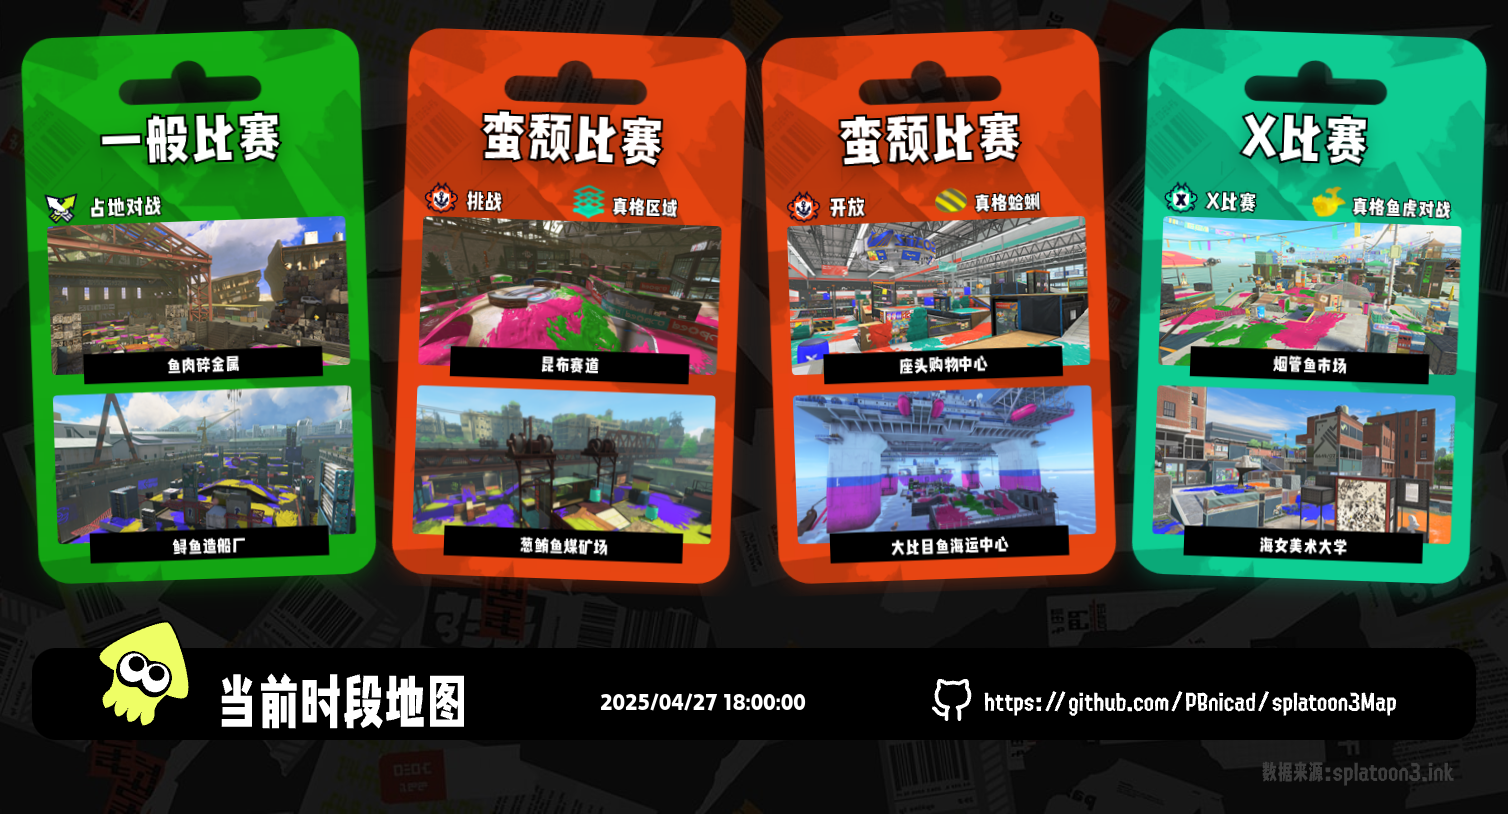 一般比赛
占地对战
鱼肉碎金属
鲟鱼造船厂
蛮颓比赛
挑战
真格区域
昆布赛道
葱鲔鱼煤矿场
蛮颓比赛
开放
真格蛤蜊
座头购物中心
大比目鱼海运中心
X比赛
X比赛
真格鱼虎对战
烟管鱼市场
海女美术大学
当前时段地图
2025/04/27 18:00:00
https://github.com/PBnicad/splatoon3Map
数据来源:splatoon3.ink